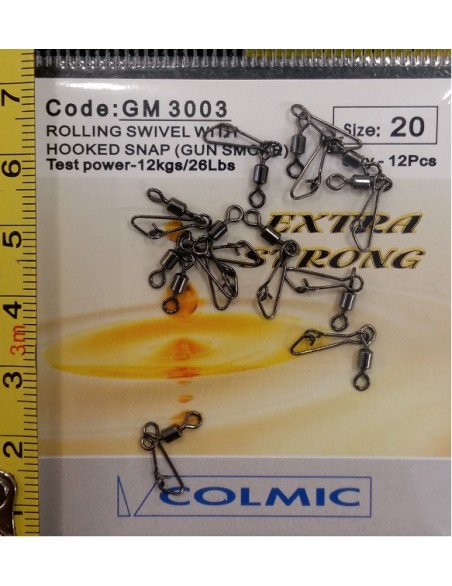 Code: GM 3003
ROLLING SWIVEL WITH
HOOKED SNAP (GUN SMOKE)
Test power-12kgs/26Lbs
Size: 20
- 12Pcs
EXTRA
STRONG
COLMIC
7
6
5
4
3m
3
2